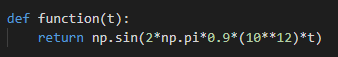 def function(t):
    return np.sin(2*np.pi*0.9*(10**12)*t)